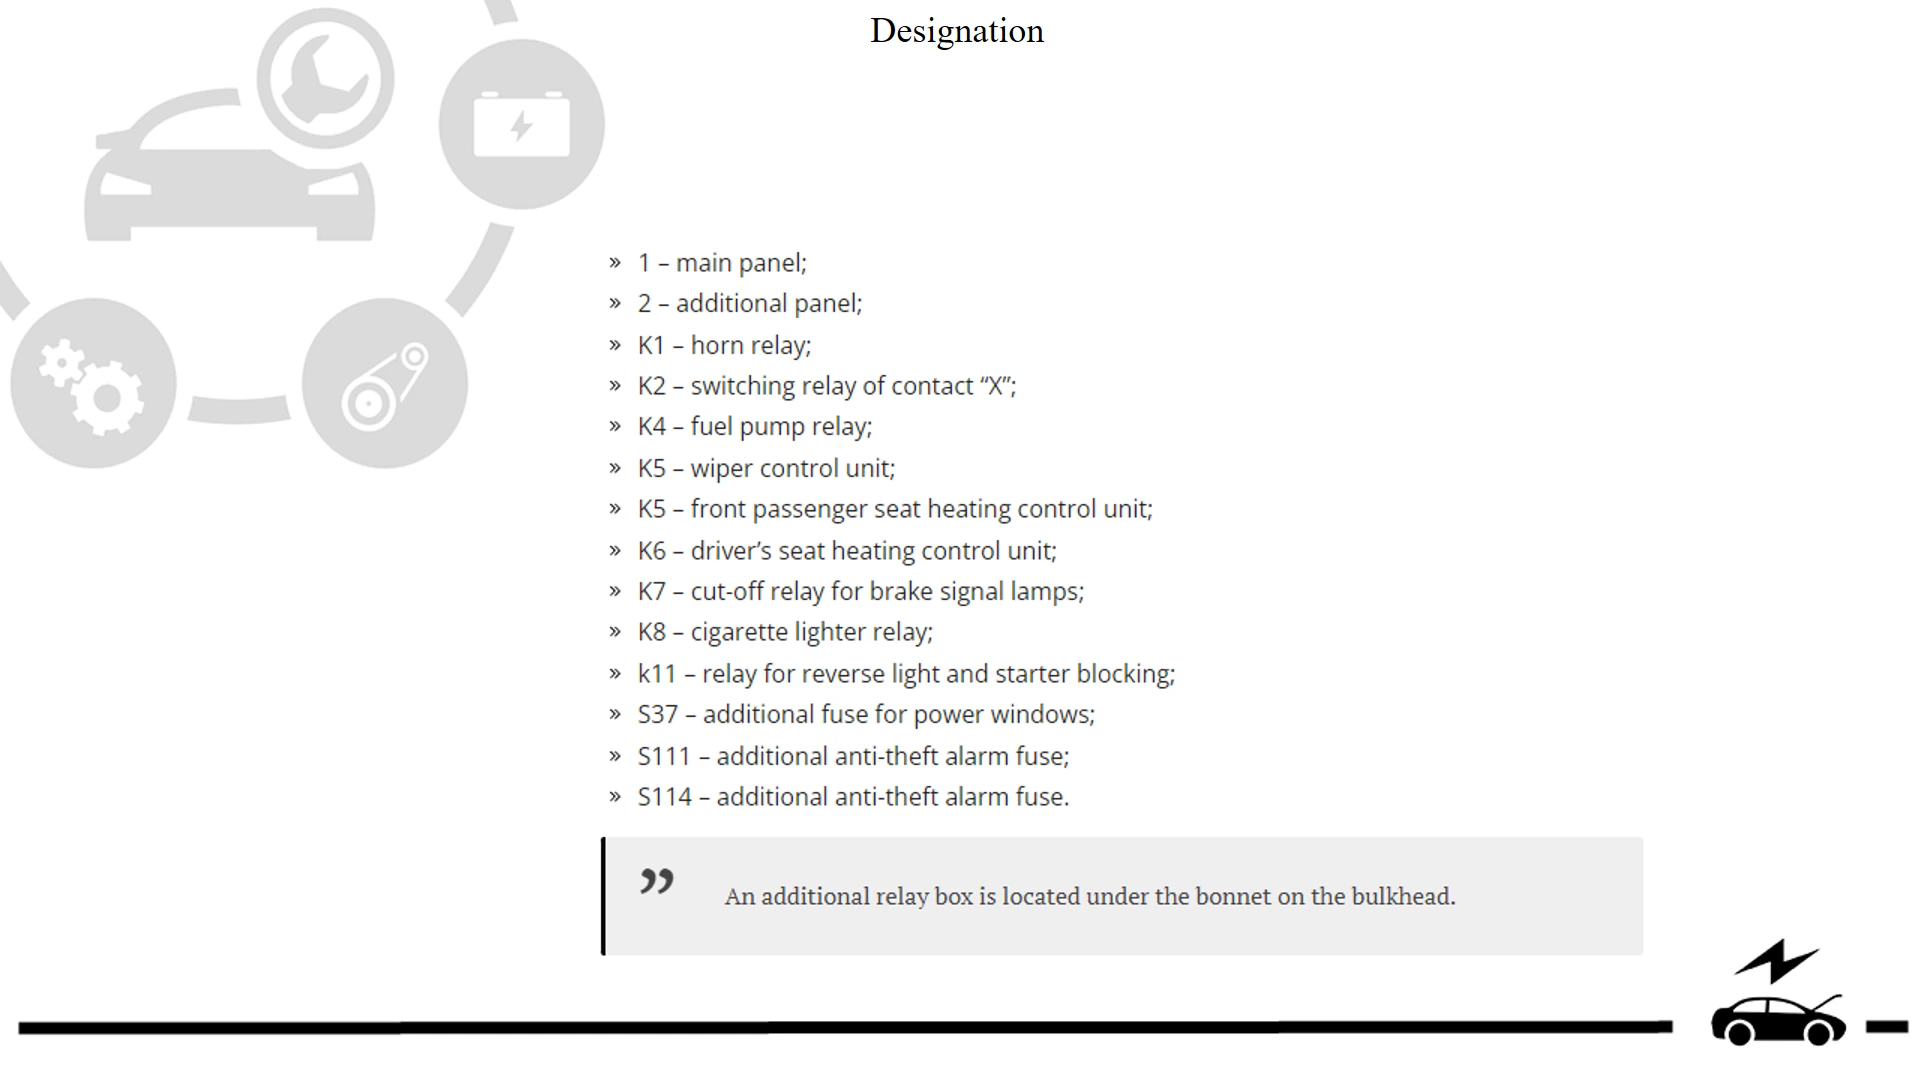 Designation
» 1 – main panel;
» 2 – additional panel;
» K1 – horn relay;
» K2 – switching relay of contact “X”;
» K4 – fuel pump relay;
» K5 – wiper control unit;
» K5 – front passenger seat heating control unit;
» K6 – driver’s seat heating control unit;
» K7 – cut-off relay for brake signal lamps;
» K8 – cigarette lighter relay;
» k11 – relay for reverse light and starter blocking;
» S37 – additional fuse for power windows;
» S111 – additional anti-theft alarm fuse;
» S114 – additional anti-theft alarm fuse.
” An additional relay box is located under the bonnet on the bulkhead.